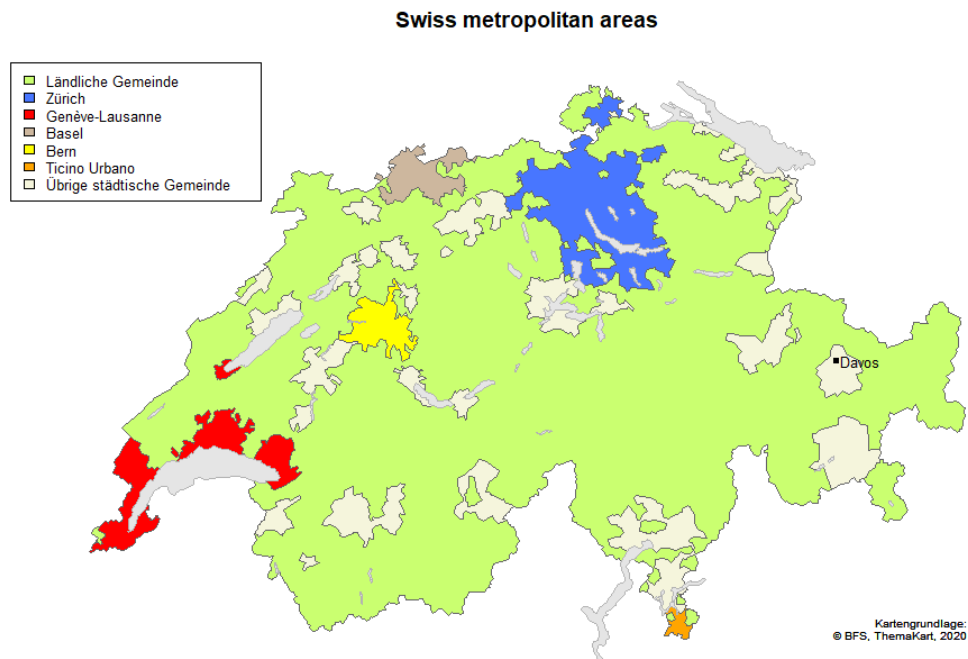 Swiss metropolitan areas
Ländliche Gemeinde
Zürich
Genève-Lausanne
Basel
Bern
Ticino Urbano
Übrige städtische Gemeinde
Davos
Kartengrundlage:
© BFS, ThemaKart, 2020